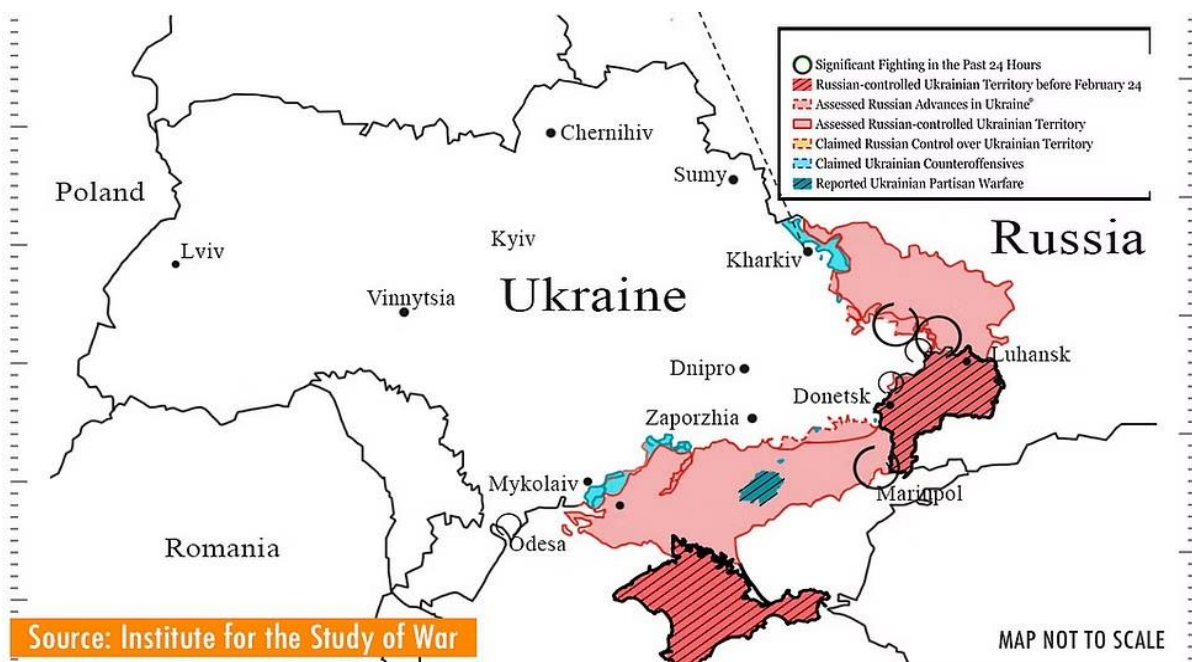 Significant Fighting in the Past 24 Hours
Russian-controlled Ukrainian Territory before February 24
Assessed Russian Advances in Ukraine*
Assessed Russian-controlled Ukrainian Territory
Claimed Russian Control over Ukrainian Territory
Claimed Ukrainian Counteroffensives
Reported Ukrainian Partisan Warfare
Chernihiv
Sumy
Poland
Lviv
Kyiv
Kharkiv
Russia
Vinnytsia
Ukraine
Luhansk
Dnipro
Donetsk
Zaporzhia
Mykolaiv
Mariupol
Odesa
Romania
Source: Institute for the Study of War
MAP NOT TO SCALE